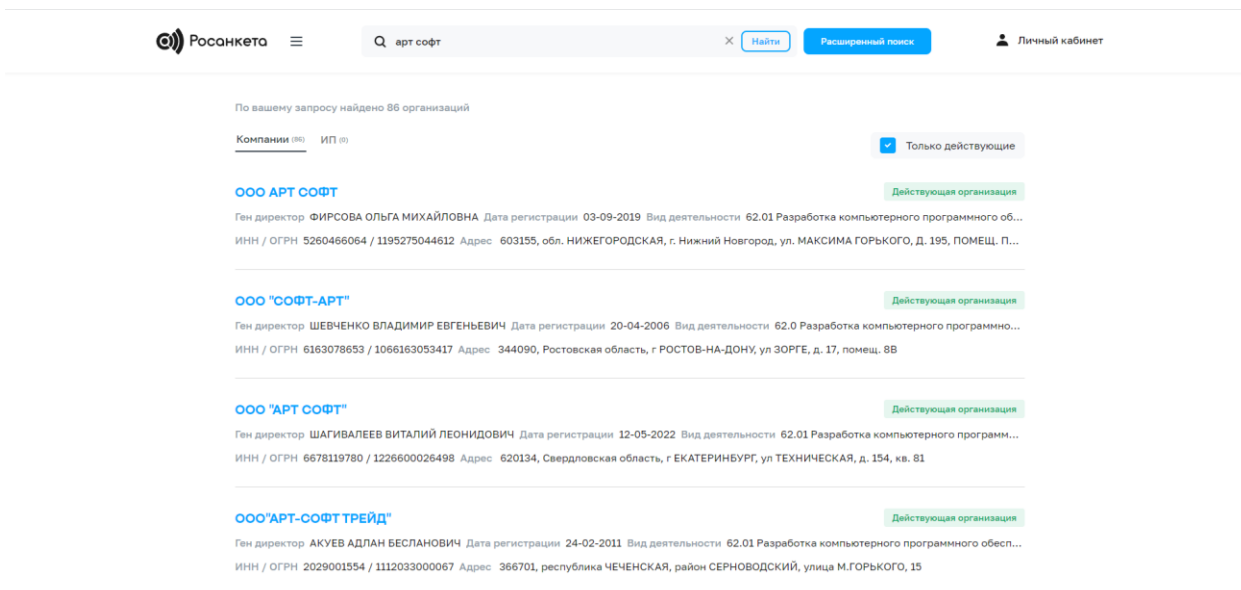 Росанкета
арт софт
Найти
Расширенный поиск
Личный кабинет
По вашему запросу найдено 86 организаций
Компании (86) ИП (0)
Только действующие
ООО АРТ СОФТ
Действующая организация
Ген директор ФИРСОВА ОЛЬГА МИХАЙЛОВНА Дата регистрации 03-09-2019 Вид деятельности 62.01 Разработка компьютерного программного об...
ИНН / ОГРН 5260466064 / 1195275044612 Адрес 603155, обл. НИЖЕГОРОДСКАЯ, г. Нижний Новгород, ул. МАКСИМА ГОРЬКОГО, Д. 195, ПОМЕЩ. П...
ООО "СОФТ-АРТ"
Действующая организация
Ген директор ШЕВЧЕНКО ВЛАДИМИР ЕВГЕНЬЕВИЧ Дата регистрации 20-04-2006 Вид деятельности 62.0 Разработка компьютерного программно...
ИНН / ОГРН 6163078653 / 1066163053417 Адрес 344090, Ростовская область, г РОСТОВ-НА-ДОНУ, ул ЗОРГЕ, д. 17, помещ. 8В
ООО "АРТ СОФТ"
Действующая организация
Ген директор ШАГИВАЛЕЕВ ВИТАЛИЙ ЛЕОНИДОВИЧ Дата регистрации 12-05-2022 Вид деятельности 62.01 Разработка компьютерного программ...
ИНН / ОГРН 6678119780 / 1226600026498 Адрес 620134, Свердловская область, г ЕКАТЕРИНБУРГ, ул ТЕХНИЧЕСКАЯ, д. 154, кв. 81
ООО"АРТ-СОФТ ТРЕЙД"
Действующая организация
Ген директор АКУЕВ АДЛАН БЕСЛАНОВИЧ Дата регистрации 24-02-2011 Вид деятельности 62.01 Разработка компьютерного программного обесп...
ИНН / ОГРН 2029001554 / 1112033000067 Адрес 366701, республика ЧЕЧЕНСКАЯ, район СЕРНОВОДСКИЙ, улица М.ГОРЬКОГО, 15